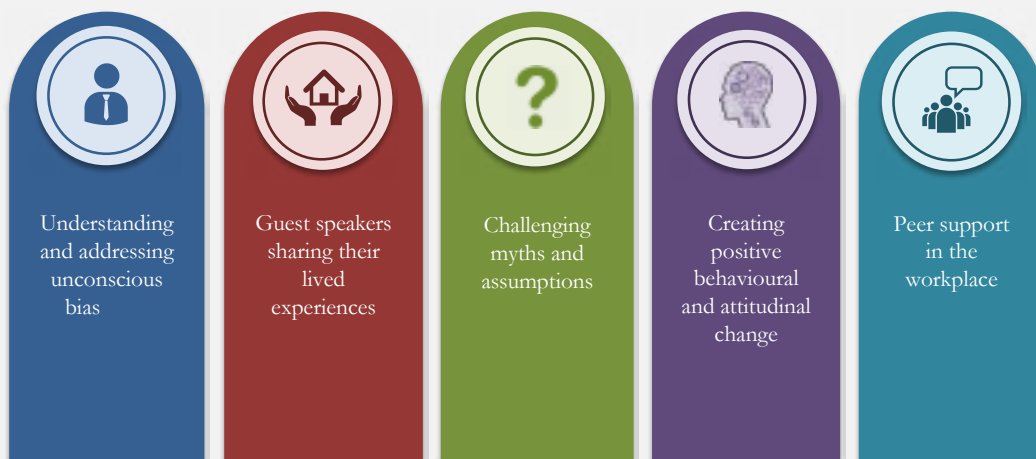 Understanding
and addressing
unconscious
bias
Guest speakers
sharing their
lived
experiences
Challenging
myths and
assumptions
Creating
positive
behavioural
and attitudinal
change
Peer support
in the
workplace